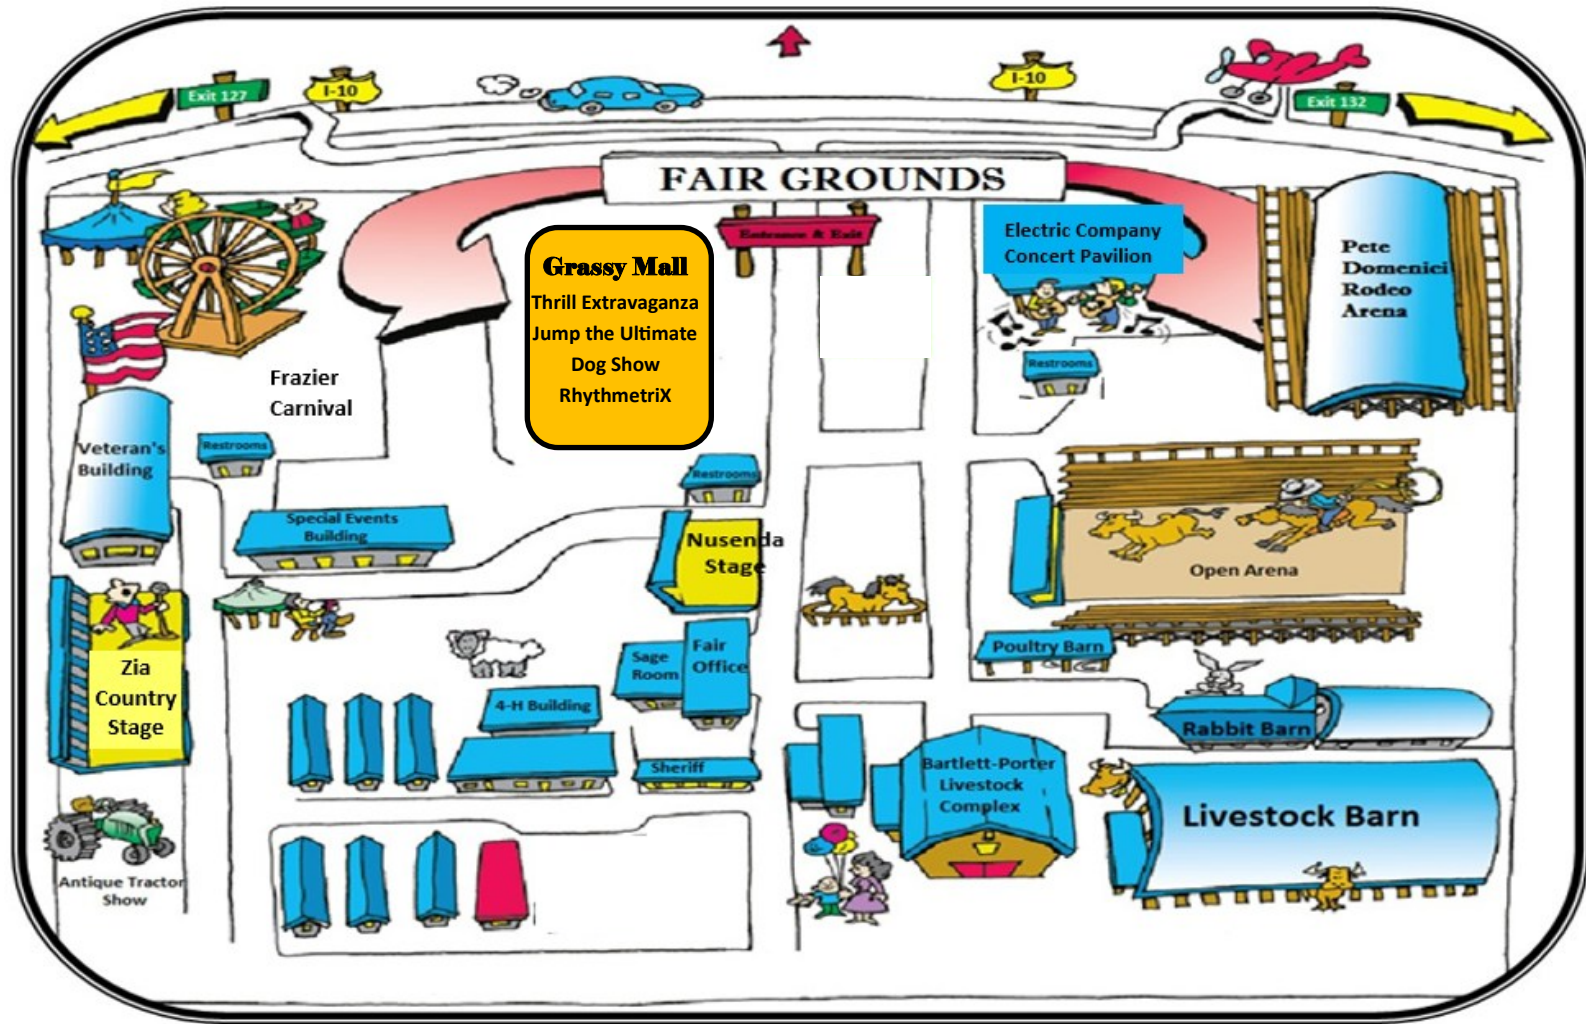 Exit 127
I-10
I-10
Exit 132
FAIR GROUNDS
Entrance & Exit
Grassy Mall
Thrill Extravaganza
Jump the Ultimate
Dog Show
RhythmetriX
Electric Company
Concert Pavilion
Pete
Domenici
Rodeo
Arena
Restrooms
Frazier
Carnival
Veteran's
Building
Restrooms
Restrooms
Special Events
Building
Nusenda
Stage
Open Arena
Zia
Country
Stage
Sage
Room
Fair
Office
Poultry Barn
4-H Building
Rabbit Barn
Sheriff
Bartlett-Porter
Livestock
Complex
Livestock Barn
Antique Tractor
Show